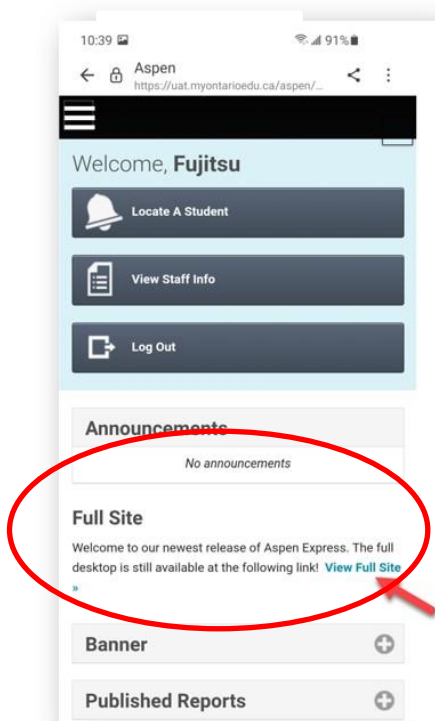 10:39 91%
Aspen
https://uat.myontarioedu.ca/aspen/...
Welcome, Fujitsu
Locate A Student
View Staff Info
Log Out
Announcements
No announcements
Full Site
Welcome to our newest release of Aspen Express. The full
desktop is still available at the following link! View Full Site
»
Banner
Published Reports